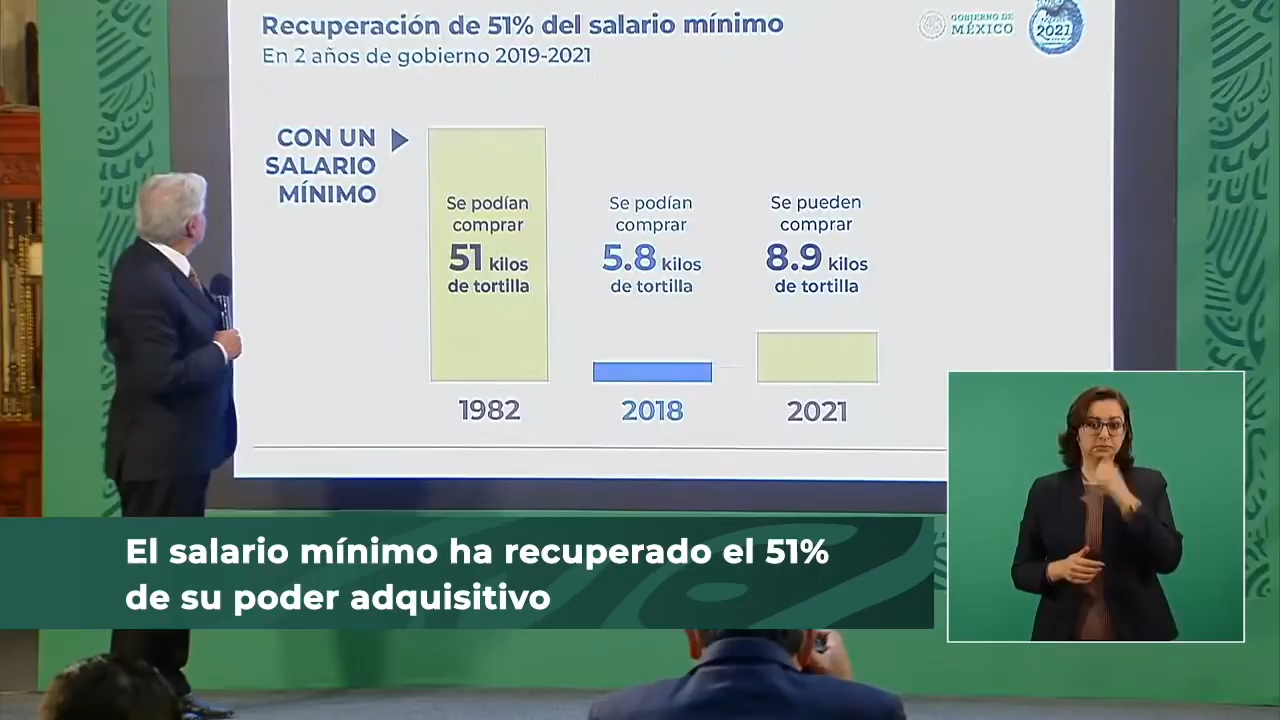 Recuperación de 51% del salario mínimo
En 2 años de gobierno 2019-2021
GOBIERNO DE
MÉXICO
2021
CON UN
SALARIO
MÍNIMO
Se podían
comprar
51 kilos
de tortilla
1982
Se podían
comprar
5.8 kilos
de tortilla
2018
Se pueden
comprar
8.9 kilos
de tortilla
2021
El salario mínimo ha recuperado el 51%
de su poder adquisitivo